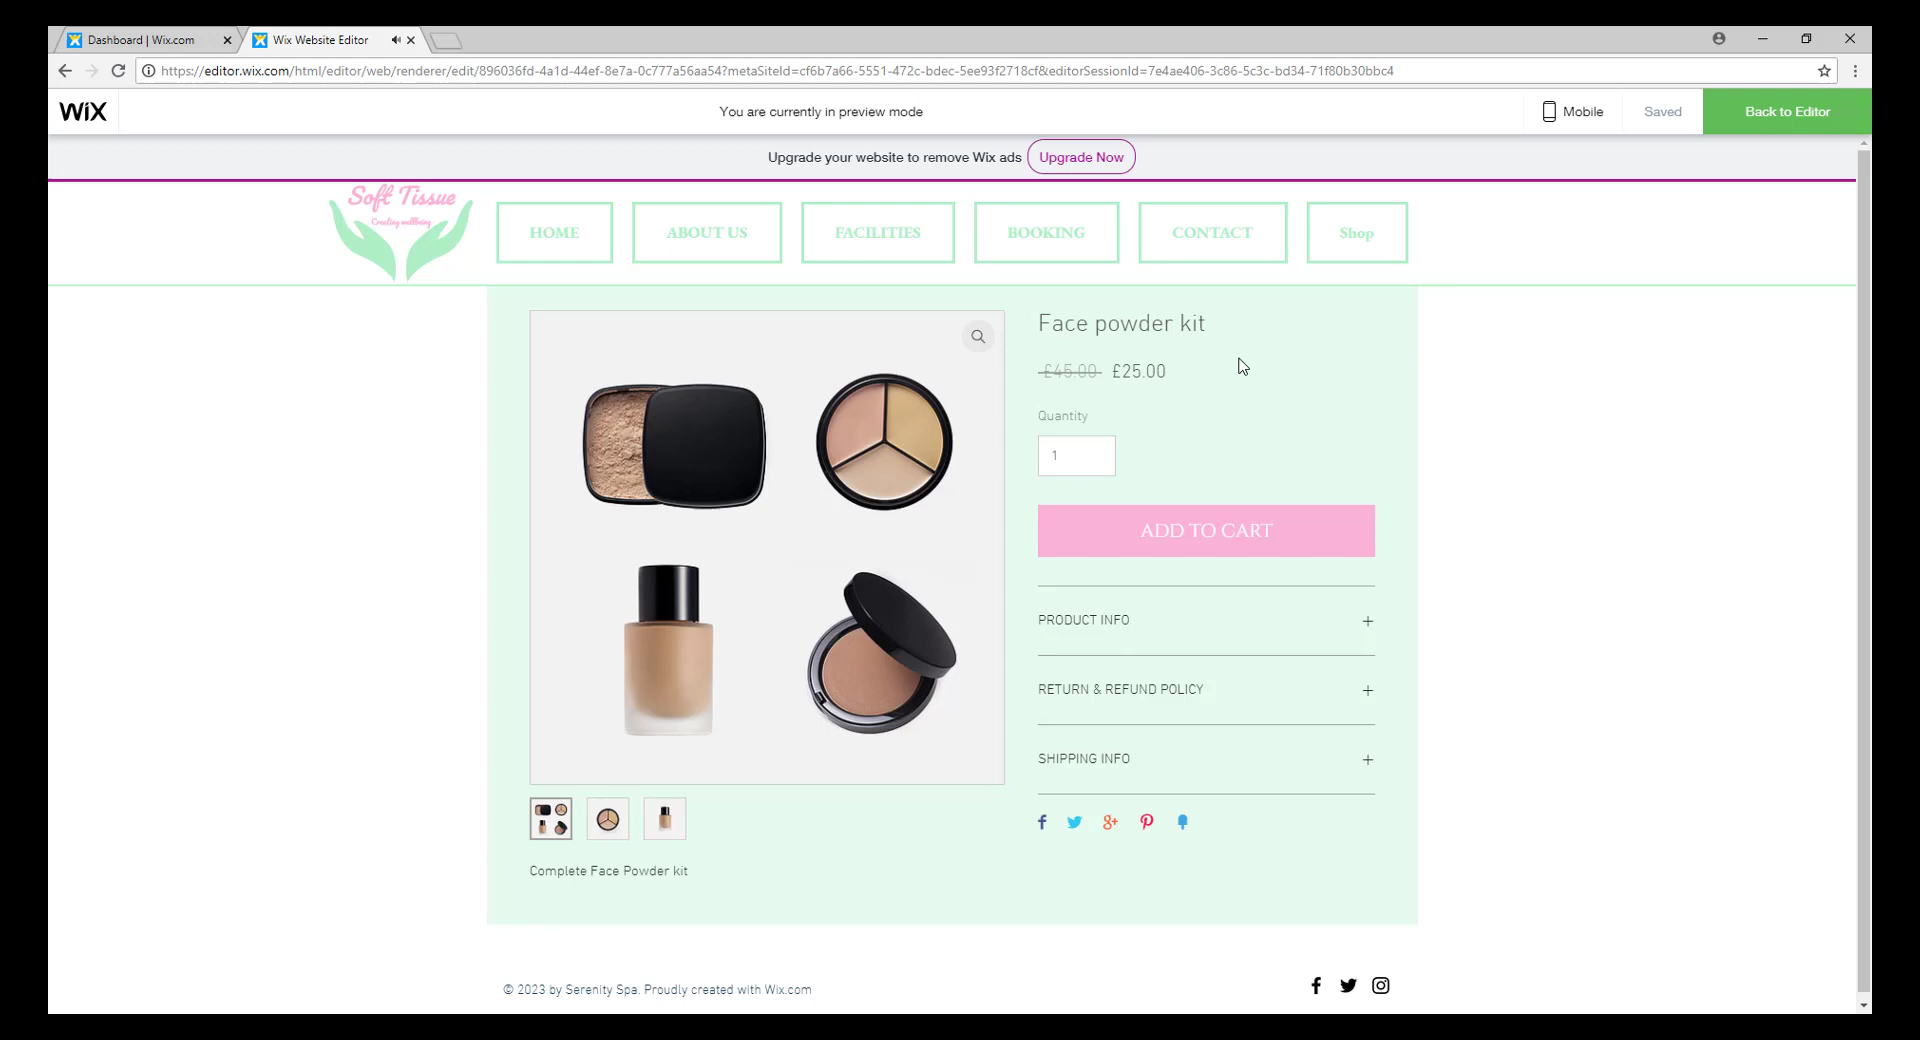 Dashboard | Wix.com
Wix Website Editor
https://editor.wix.com/html/editor/web/renderer/edit/896036fd-4a1d-44ef-8e7a-0c777a56aa54?metaSiteId=cf6b7a66-5551-472c-bdec-5ee93f2718cf&editorSessionId=7e4ae406-3c86-5c3c-bd34-71f80b30bbc4
WiX
You are currently in preview mode
Mobile
Saved
Back to Editor
Upgrade your website to remove Wix ads
Upgrade Now
Soft Tissue
Creating wellbeing
HOME
ABOUT US
FACILITIES
BOOKING
CONTACT
Shop
Face powder kit
£45.00 £25.00
Quantity
1
ADD TO CART
PRODUCT INFO +
RETURN & REFUND POLICY +
SHIPPING INFO +
Complete Face Powder kit
© 2023 by Serenity Spa. Proudly created with Wix.com